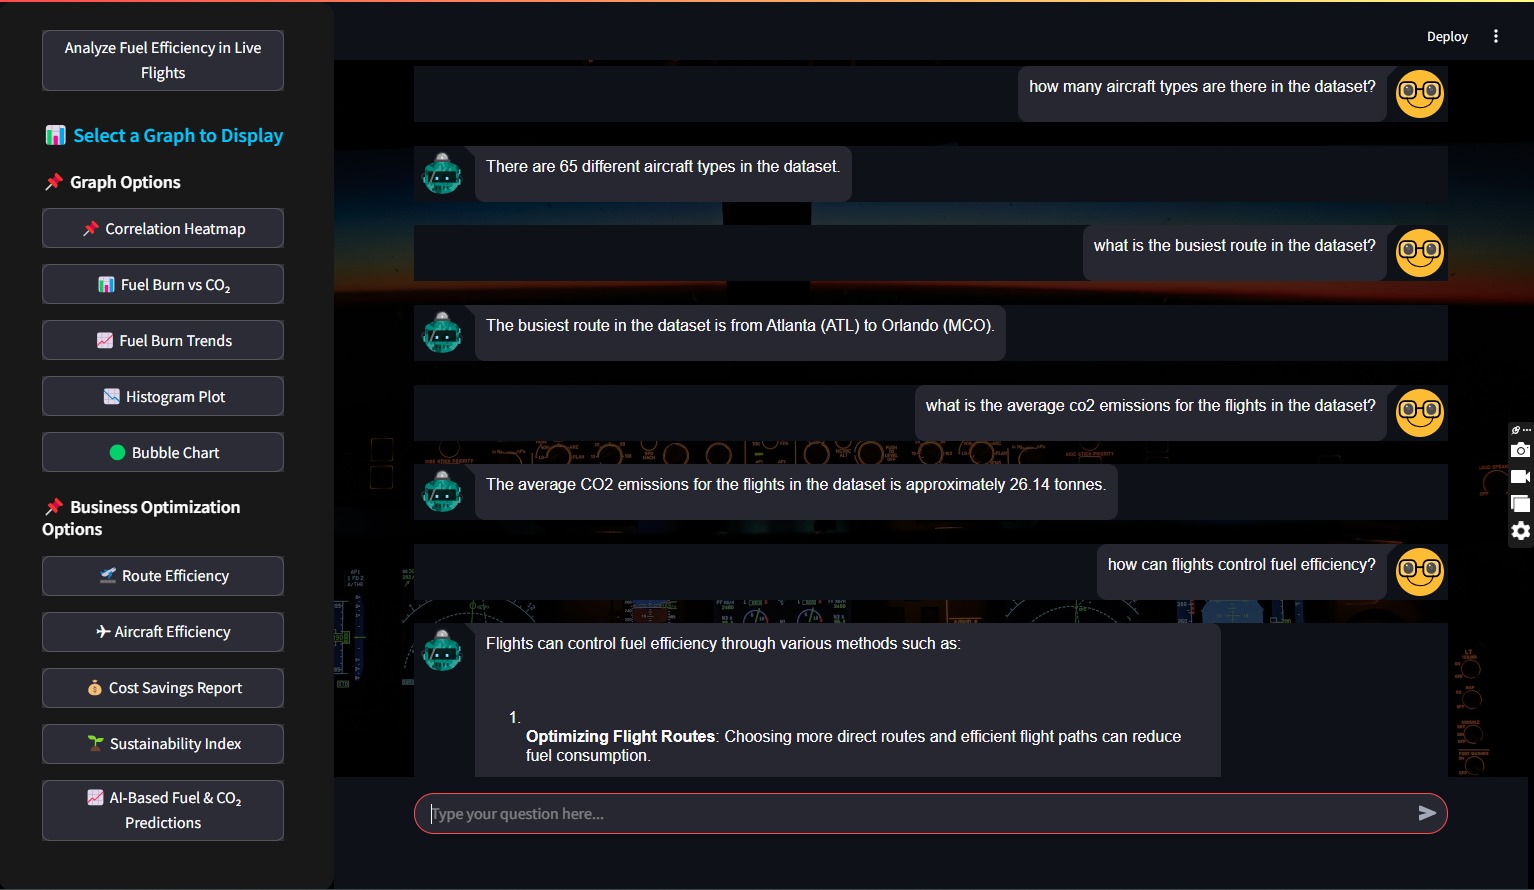 Analyze Fuel Efficiency in Live
Flights
Select a Graph to Display
Graph Options
Correlation Heatmap
Fuel Burn vs CO₂
Fuel Burn Trends
Histogram Plot
Bubble Chart
Business Optimization
Options
Route Efficiency
Aircraft Efficiency
Cost Savings Report
Sustainability Index
AI-Based Fuel & CO₂
Predictions
Deploy
how many aircraft types are there in the dataset?
There are 65 different aircraft types in the dataset.
what is the busiest route in the dataset?
The busiest route in the dataset is from Atlanta (ATL) to Orlando (MCO).
what is the average co2 emissions for the flights in the dataset?
The average CO2 emissions for the flights in the dataset is approximately 26.14 tonnes.
how can flights control fuel efficiency?
Flights can control fuel efficiency through various methods such as:
1.
Optimizing Flight Routes: Choosing more direct routes and efficient flight paths can reduce
fuel consumption.
Type your question here...